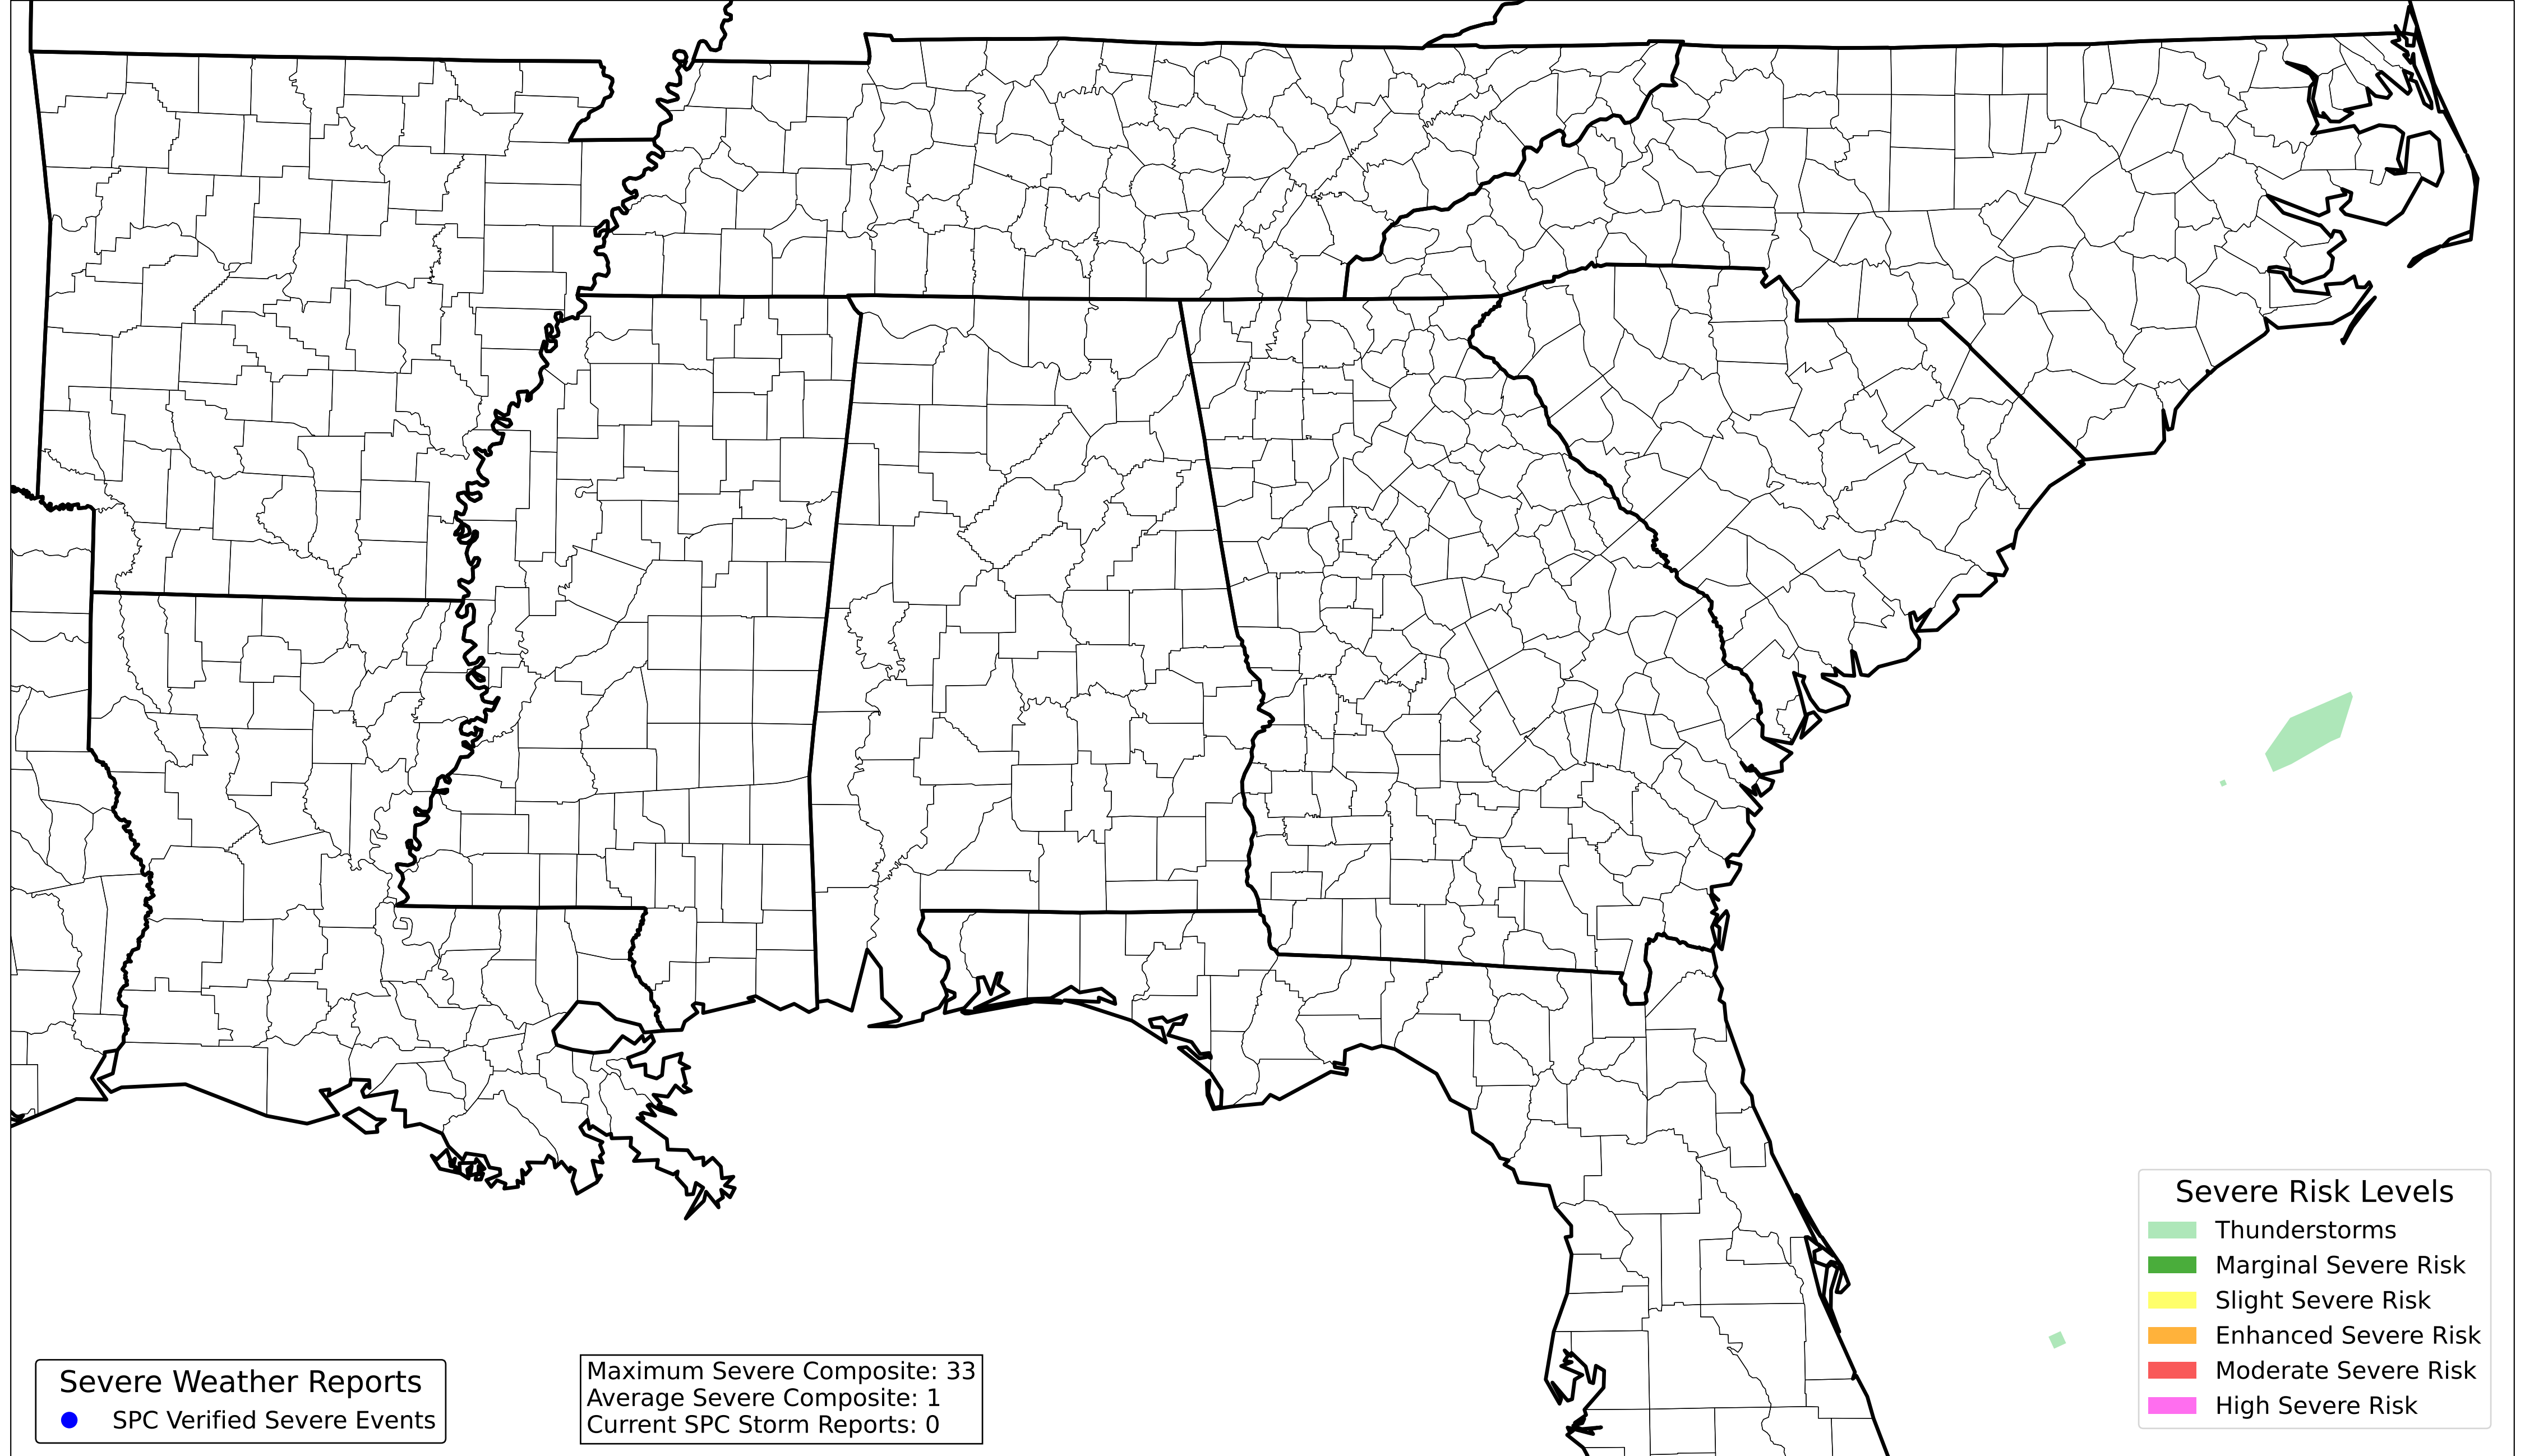 Severe Weather Reports
SPC Verified Severe Events
Maximum Severe Composite: 33
Average Severe Composite: 1
Current SPC Storm Reports: 0
Severe Risk Levels
Thunderstorms
Marginal Severe Risk
Slight Severe Risk
Enhanced Severe Risk
Moderate Severe Risk
High Severe Risk